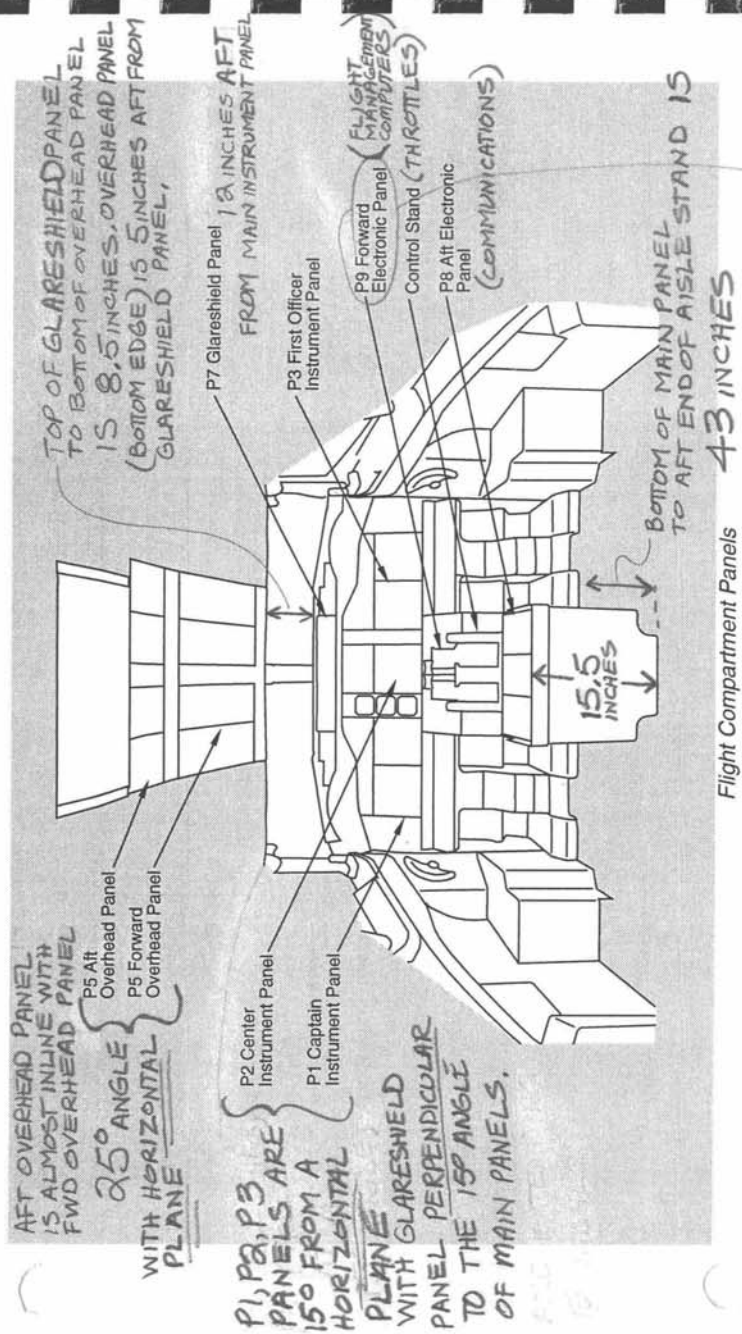 AFT OVERHEAD PANEL
IS ALMOST INLINE WITH
FWD OVERHEAD PANEL
25° ANGLE
WITH HORIZONTAL
PLANE
P5 Aft
Overhead Panel
P5 Forward
Overhead Panel
P1, P2, P3
PANELS ARE
15° FROM A
HORIZONTAL
PLANE
WITH GLARESHIELD
PANEL PERPENDICULAR
TO THE 15° ANGLE
OF MAIN PANELS.
P2 Center
Instrument Panel
P1 Captain
Instrument Panel
TOP OF GLARESHIELD PANEL
TO BOTTOM OF OVERHEAD PANEL
IS 8.5 INCHES. OVERHEAD PANEL
(BOTTOM EDGE) IS 5 INCHES AFT FROM
GLARESHIELD PANEL.
P7 Glareshield Panel
12 INCHES AFT
FROM MAIN INSTRUMENT PANEL
P3 First Officer
Instrument Panel
P9 Forward
Electronic Panel
(FLIGHT
MANAGEMENT
COMPUTERS)
Control Stand (THROTTLES)
P8 Aft Electronic
Panel
(COMMUNICATIONS)
15.5
INCHES
BOTTOM OF MAIN PANEL
TO AFT END OF AISLE STAND IS
43 INCHES
Flight Compartment Panels